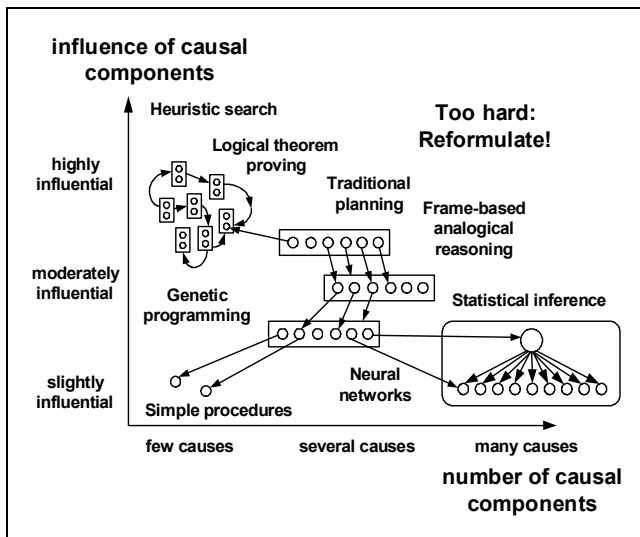 influence of causal
components
Heuristic search
Too hard:
Reformulate!
Logical theorem
proving
highly
influential
Traditional
planning
Frame-based
analogical
reasoning
moderately
influential
Genetic
programming
Statistical inference
slightly
influential
Neural
networks
Simple procedures
few causes
several causes
many causes
number of causal
components